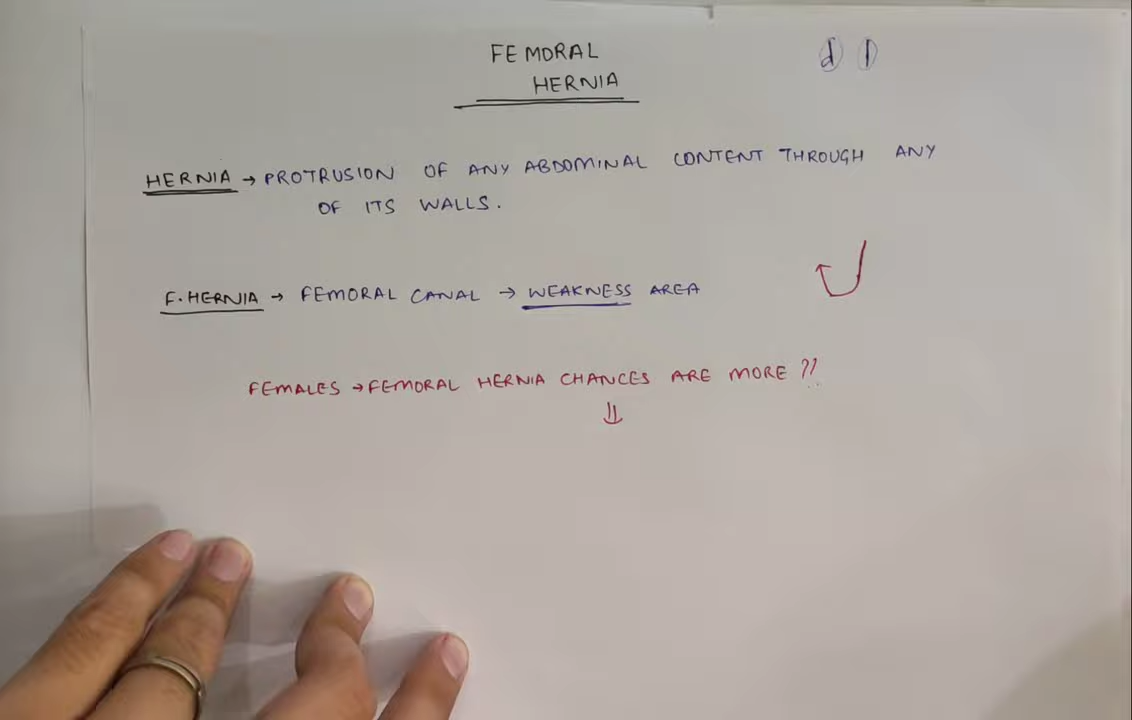 FEMORAL
HERNIA
HERNIA → PROTRUSION OF ANY ABDOMINAL CONTENT THROUGH ANY
OF ITS WALLS.
F. HERNIA → FEMORAL CANAL → WEAKNESS AREA
FEMALES → FEMORAL HERNIA CHANCES ARE MORE ??